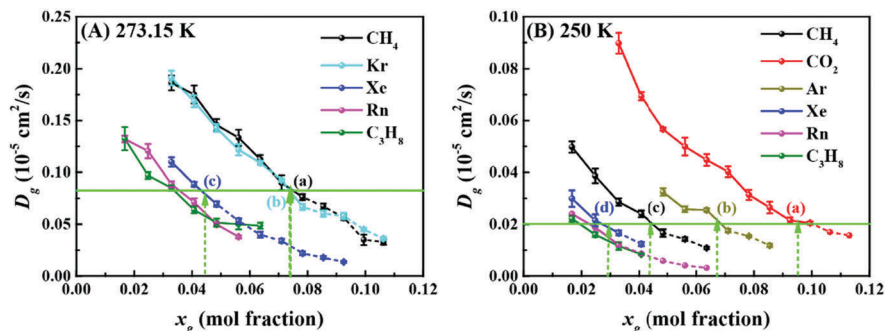 (A) 273.15 K
CH₄
Kr
Xe
Rn
C₃H₈
(c)
(a)
(b)
0.25
0.20
0.15
0.10
0.05
0.00
D_g (10⁻⁵ cm²/s)
0.00 0.02 0.04 0.06 0.08 0.10 0.12
x_g (mol fraction)
(B) 250 K
CH₄
CO₂
Ar
Xe
Rn
C₃H₈
(d)
(c)
(b)
(a)
0.10
0.08
0.06
0.04
0.02
0.00
D_g (10⁻⁵ cm²/s)
0.00 0.02 0.04 0.06 0.08 0.10 0.12
x_g (mol fraction)